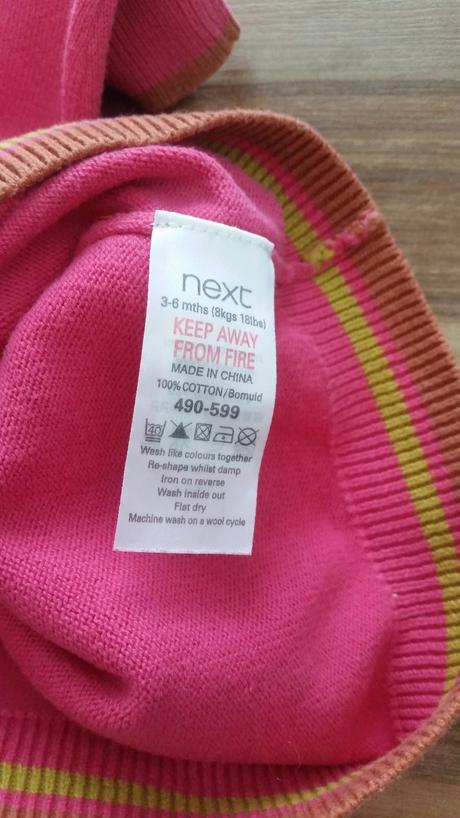 next
3-6 mths (8kgs 18lbs)
KEEP AWAY
FROM FIRE
MADE IN CHINA
100% COTTON/Bomuld
490-599
40
Wash like colours together
Re-shape whilst damp
Iron on reverse
Wash inside out
Flat dry
Machine wash on a wool cycle